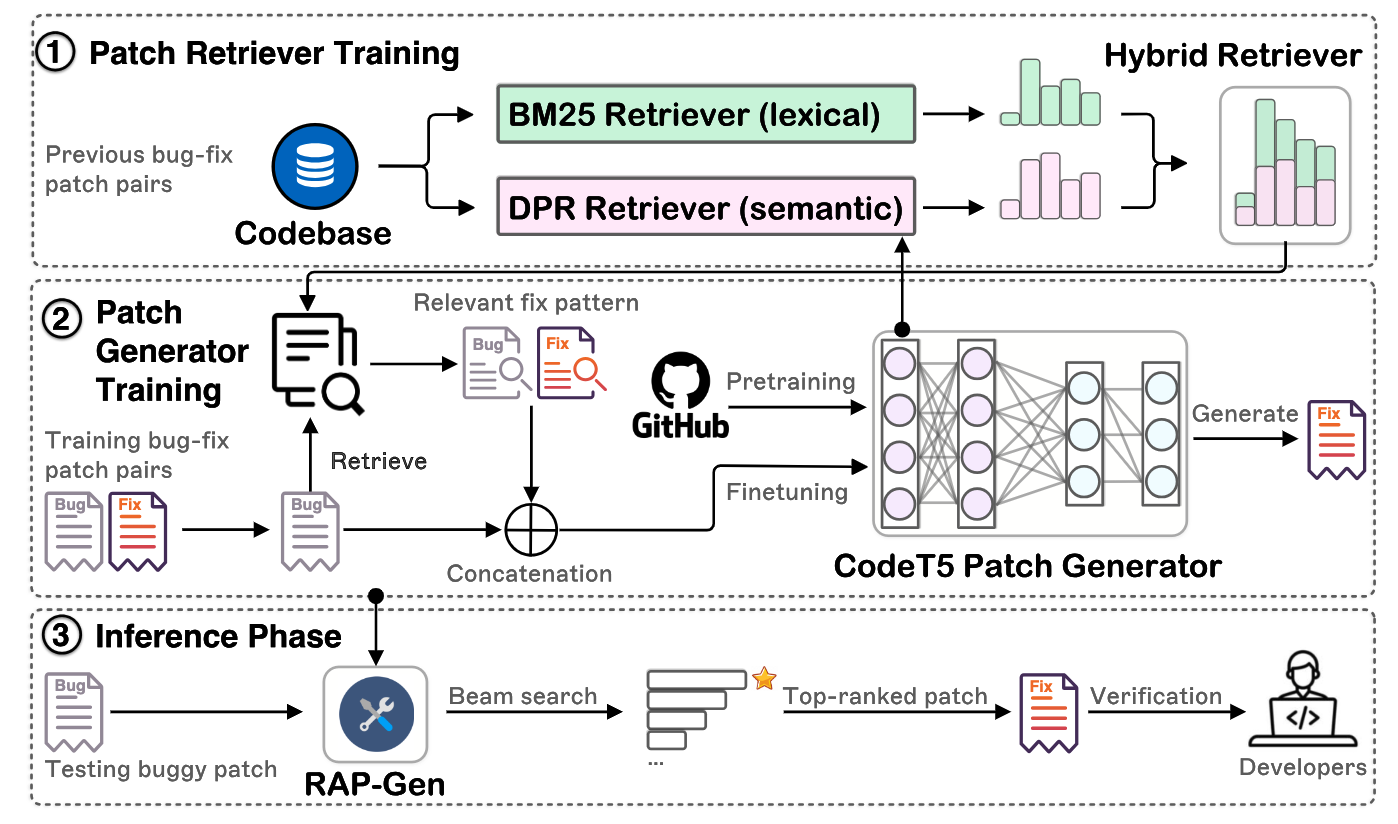 1 Patch Retriever Training
Hybrid Retriever
Previous bug-fix
patch pairs
Codebase
BM25 Retriever (lexical)
DPR Retriever (semantic)
2 Patch
Generator
Training
Relevant fix pattern
Bug
Fix
Training bug-fix
patch pairs
Retrieve
Bug
Fix
Bug
Concatenation
GitHub
Pretraining
Finetuning
CodeT5 Patch Generator
Generate
Fix
3 Inference Phase
Bug
Testing buggy patch
RAP-Gen
Beam search
...
Top-ranked patch
Fix
Verification
</>
Developers